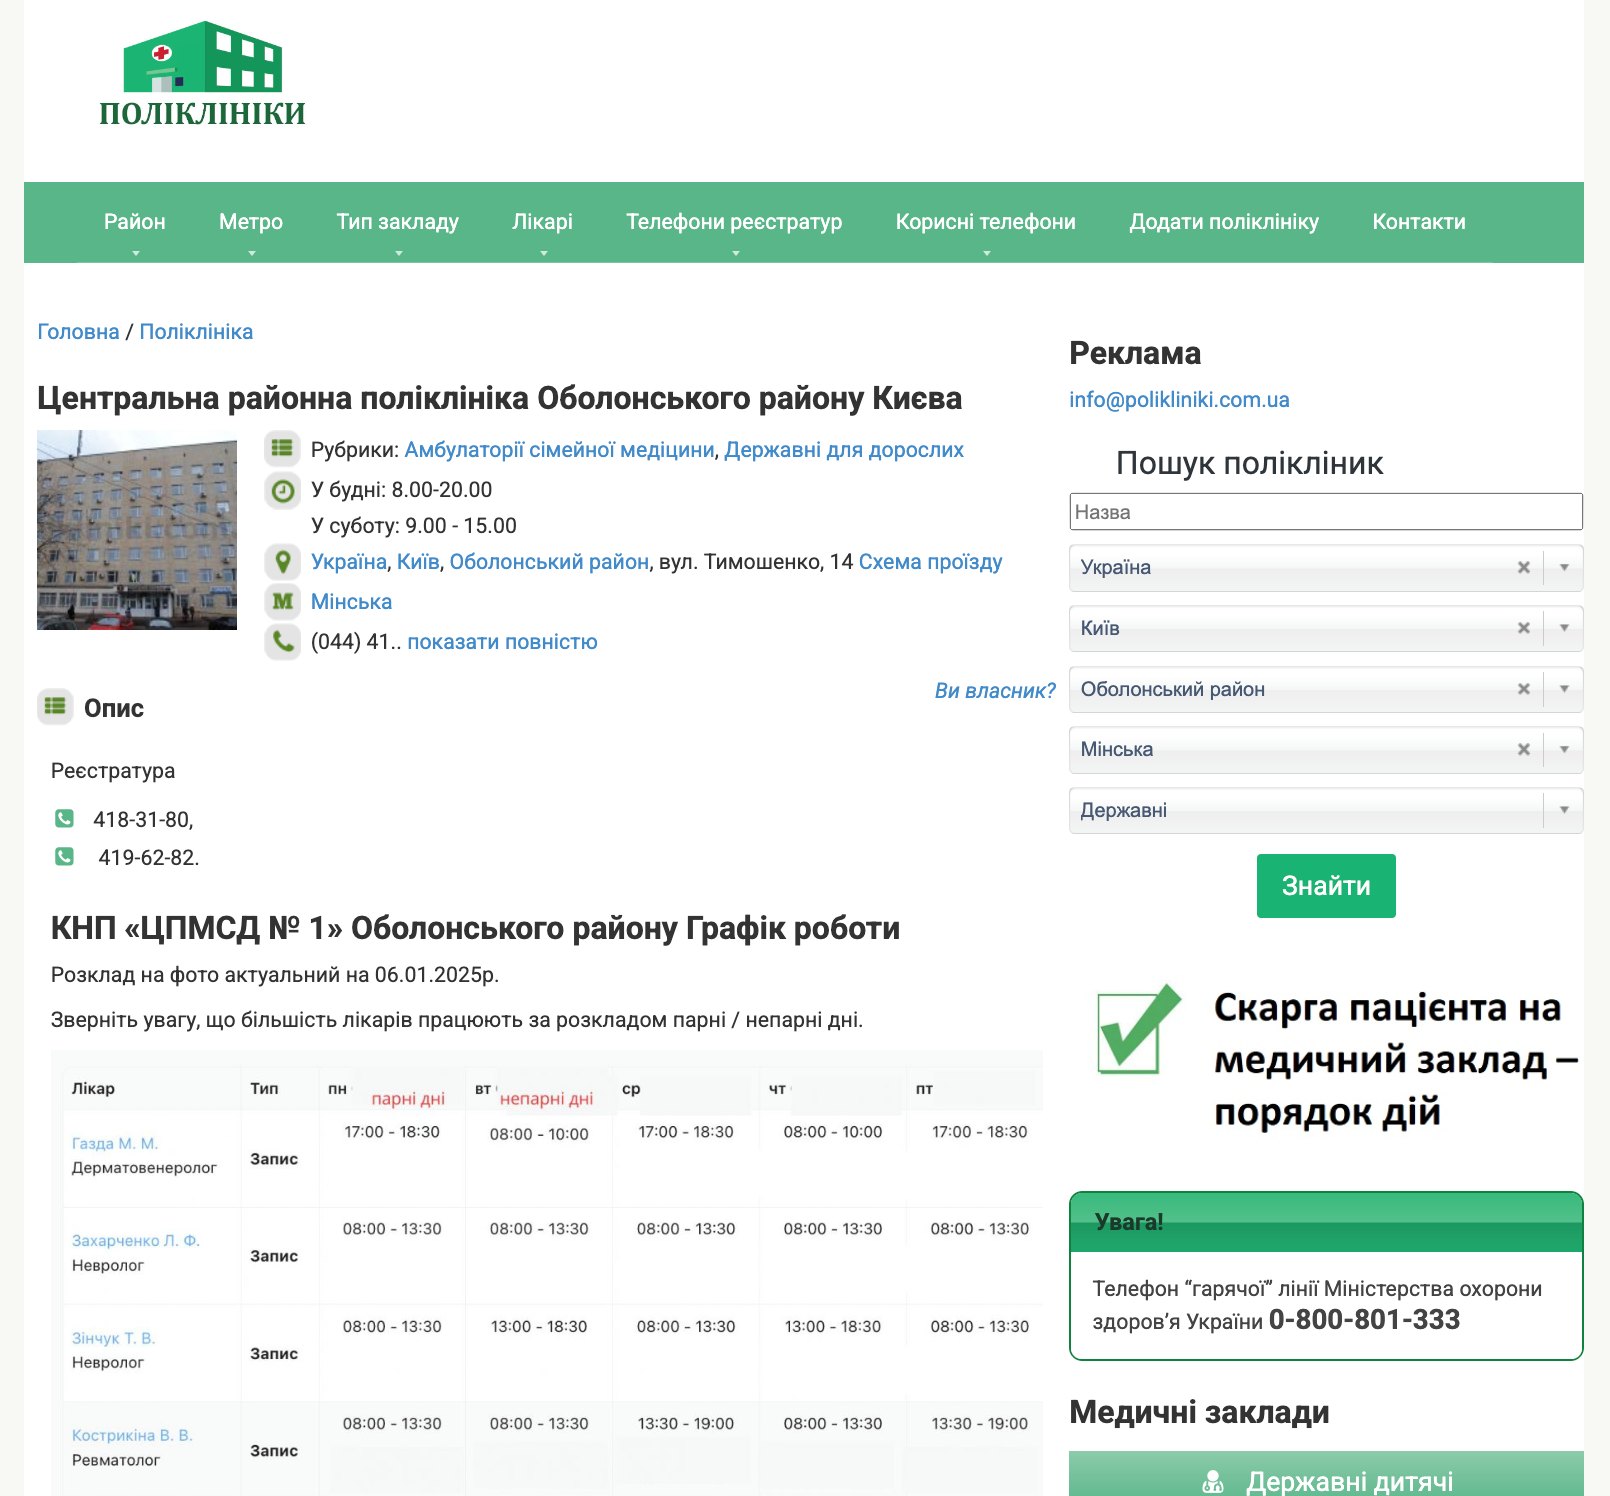 ПОЛІКЛІНІКИ
Район Метро Тип закладу Лікарі Телефони реєстратур Корисні телефони Додати поліклініку Контакти
Головна / Поліклініка
Центральна районна поліклініка Оболонського району Києва
Рубрики: Амбулаторії сімейної медіцини, Державні для дорослих
У будні: 8.00-20.00
У суботу: 9.00 - 15.00
Україна, Київ, Оболонський район, вул. Тимошенко, 14 Схема проїзду
М Мінська
(044) 41.. показати повністю
Ви власник?
Опис
Реєстратура
418-31-80,
419-62-82.
КНП «ЦПМСД № 1» Оболонського району Графік роботи
Розклад на фото актуальний на 06.01.2025р.
Зверніть увагу, що більшість лікарів працюють за розкладом парні / непарні дні.
Лікар Тип пн парні дні вт непарні дні ср чт пт
Газда М. М.
Дерматовенеролог
Запис
17:00 - 18:30 08:00 - 10:00 17:00 - 18:30 08:00 - 10:00 17:00 - 18:30
Захарченко Л. Ф.
Невролог
Запис
08:00 - 13:30 08:00 - 13:30 08:00 - 13:30 08:00 - 13:30 08:00 - 13:30
Зінчук Т. В.
Невролог
Запис
08:00 - 13:30 13:00 - 18:30 08:00 - 13:30 13:00 - 18:30 08:00 - 13:30
Кострикіна В. В.
Ревматолог
Запис
08:00 - 13:30 08:00 - 13:30 13:30 - 19:00 08:00 - 13:30 13:30 - 19:00
Реклама
info@polikliniki.com.ua
Пошук поліклінік
Назва
Україна
Київ
Оболонський район
Мінська
Державні
Знайти
Скарга пацієнта на
медичний заклад –
порядок дій
Увага!
Телефон “гарячої” лінії Міністерства охорони
здоров’я України 0-800-801-333
Медичні заклади
Державні дитячі